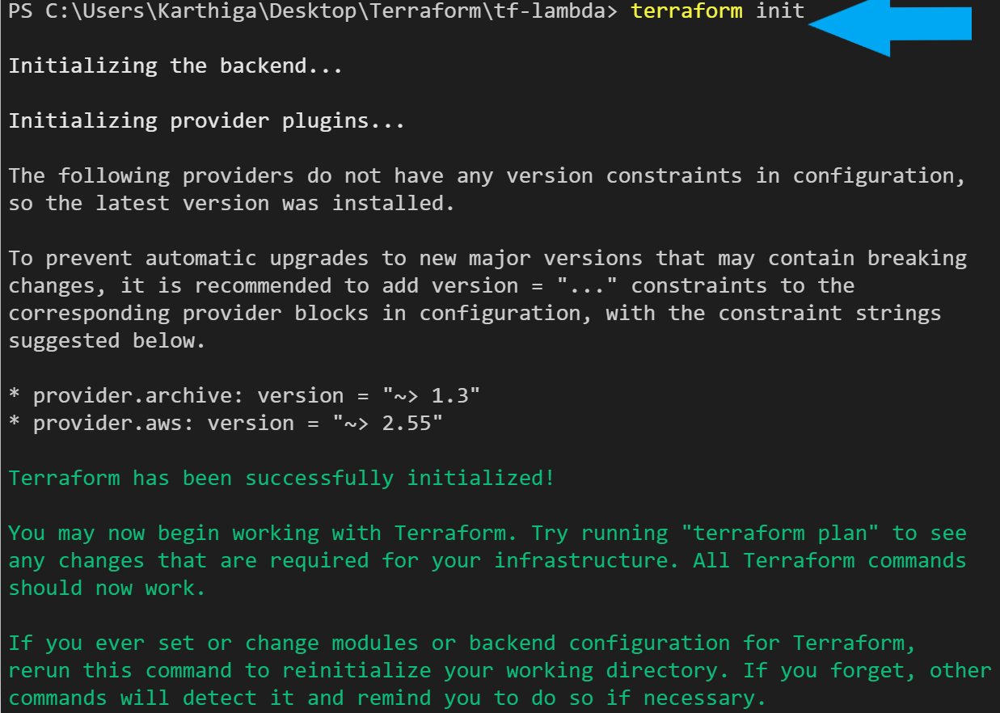 PS C:\Users\Karthiga\Desktop\Terraform\tf-lambda> terraform init
Initializing the backend...
Initializing provider plugins...
The following providers do not have any version constraints in configuration,
so the latest version was installed.
To prevent automatic upgrades to new major versions that may contain breaking
changes, it is recommended to add version = "..." constraints to the
corresponding provider blocks in configuration, with the constraint strings
suggested below.
* provider.archive: version = "~> 1.3"
* provider.aws: version = "~> 2.55"
Terraform has been successfully initialized!
You may now begin working with Terraform. Try running "terraform plan" to see
any changes that are required for your infrastructure. All Terraform commands
should now work.
If you ever set or change modules or backend configuration for Terraform,
rerun this command to reinitialize your working directory. If you forget, other
commands will detect it and remind you to do so if necessary.